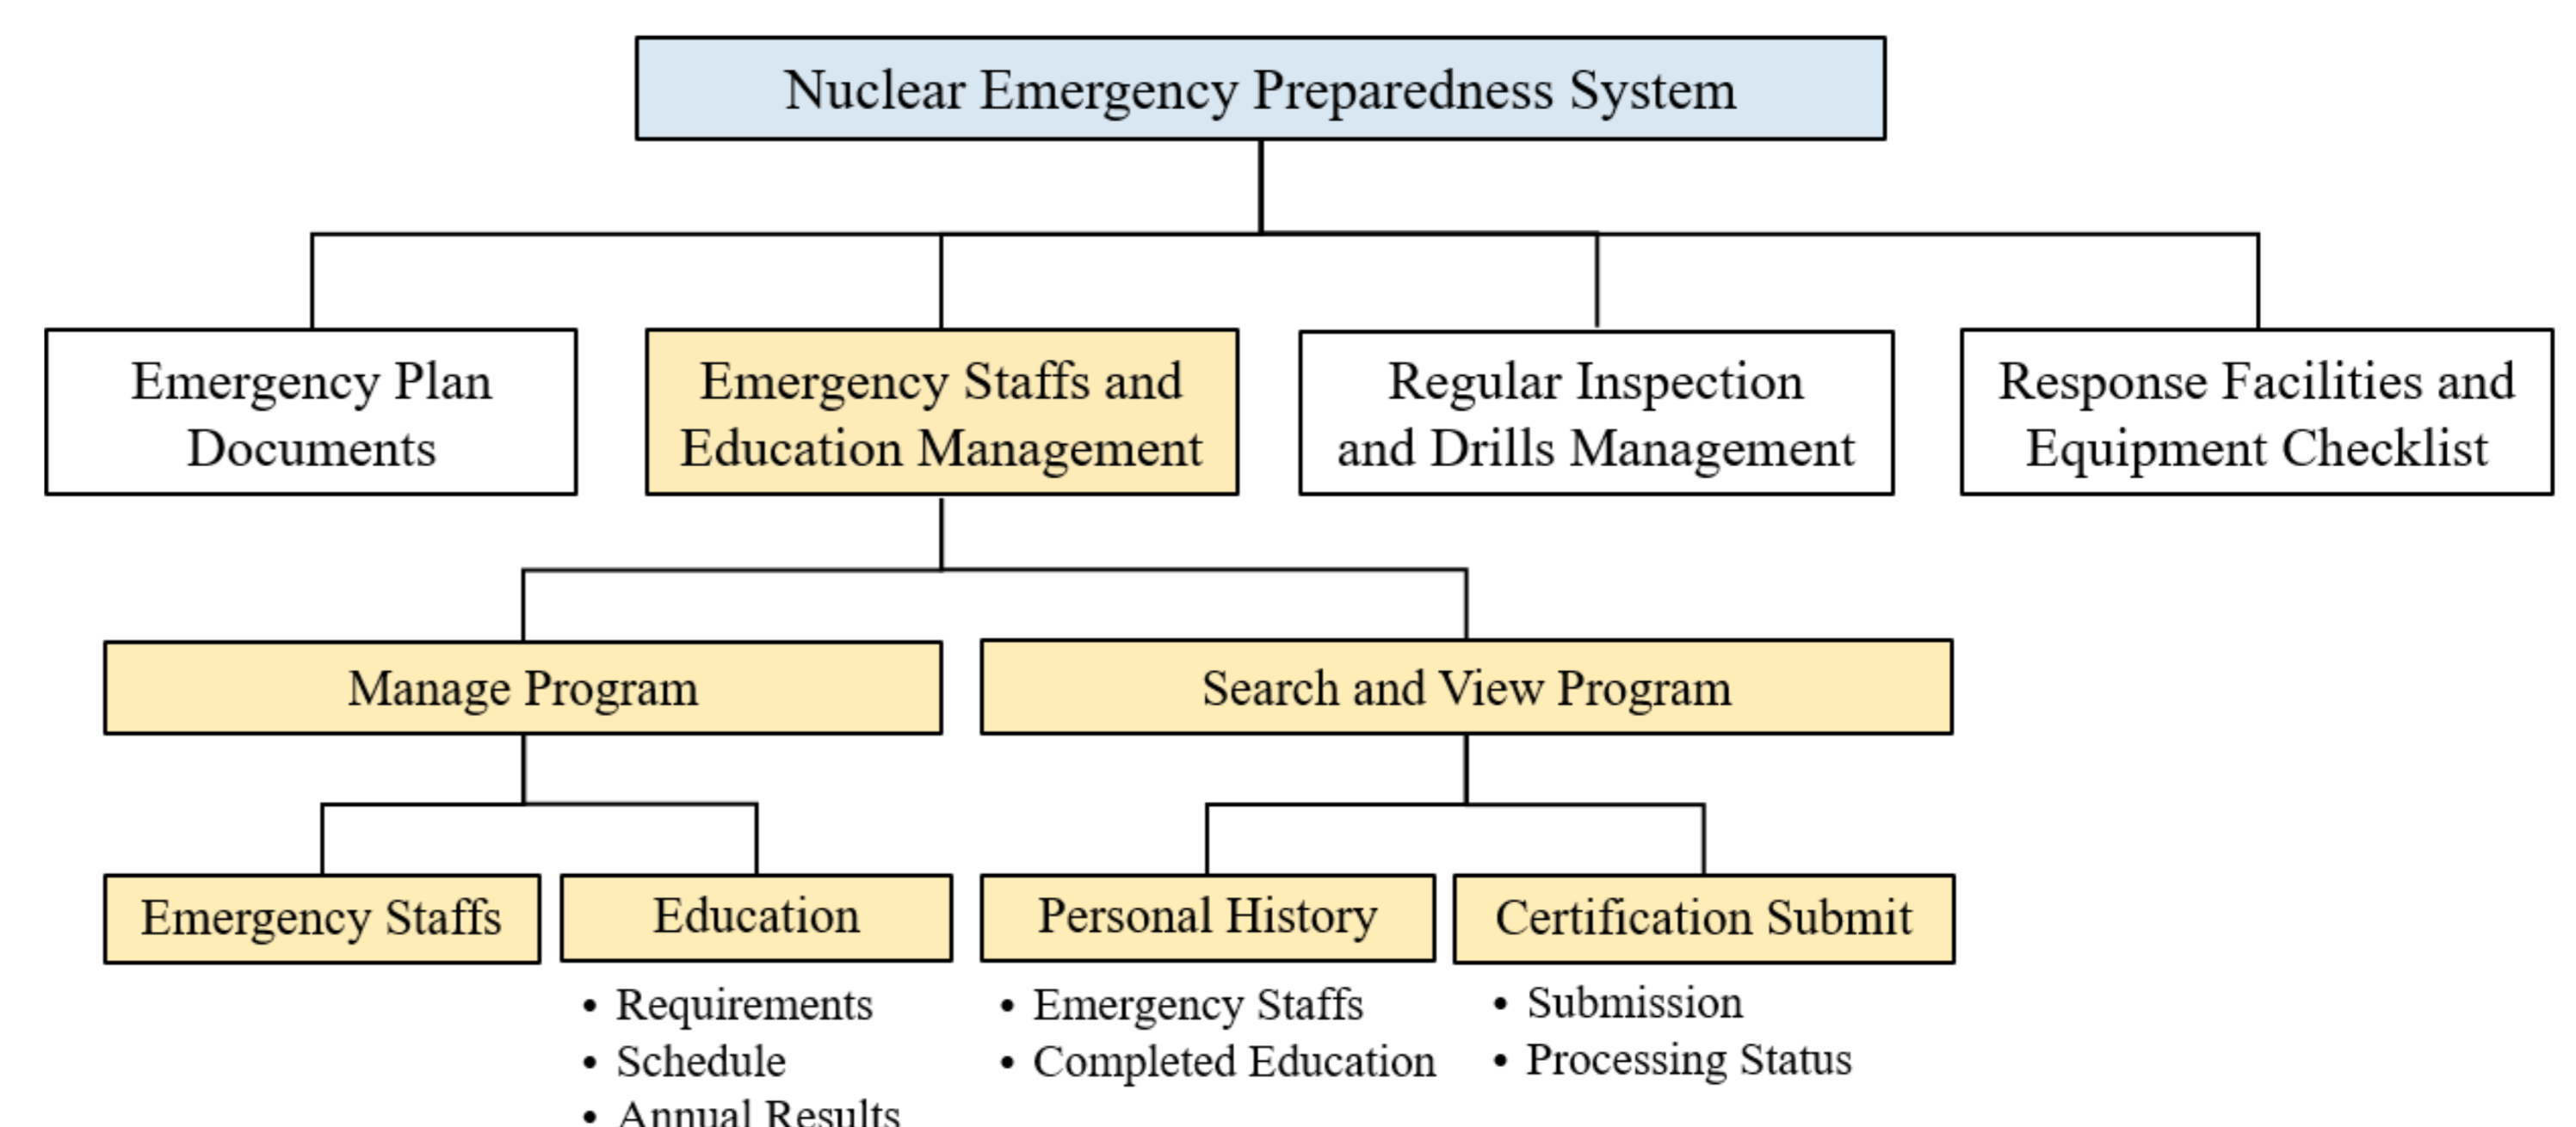 Nuclear Emergency Preparedness System
Emergency Plan
Documents
Emergency Staffs and
Education Management
Regular Inspection
and Drills Management
Response Facilities and
Equipment Checklist
Manage Program
Search and View Program
Emergency Staffs
Education
Personal History
Certification Submit
• Requirements
• Schedule
• Annual Results
• Emergency Staffs
• Completed Education
• Submission
• Processing Status